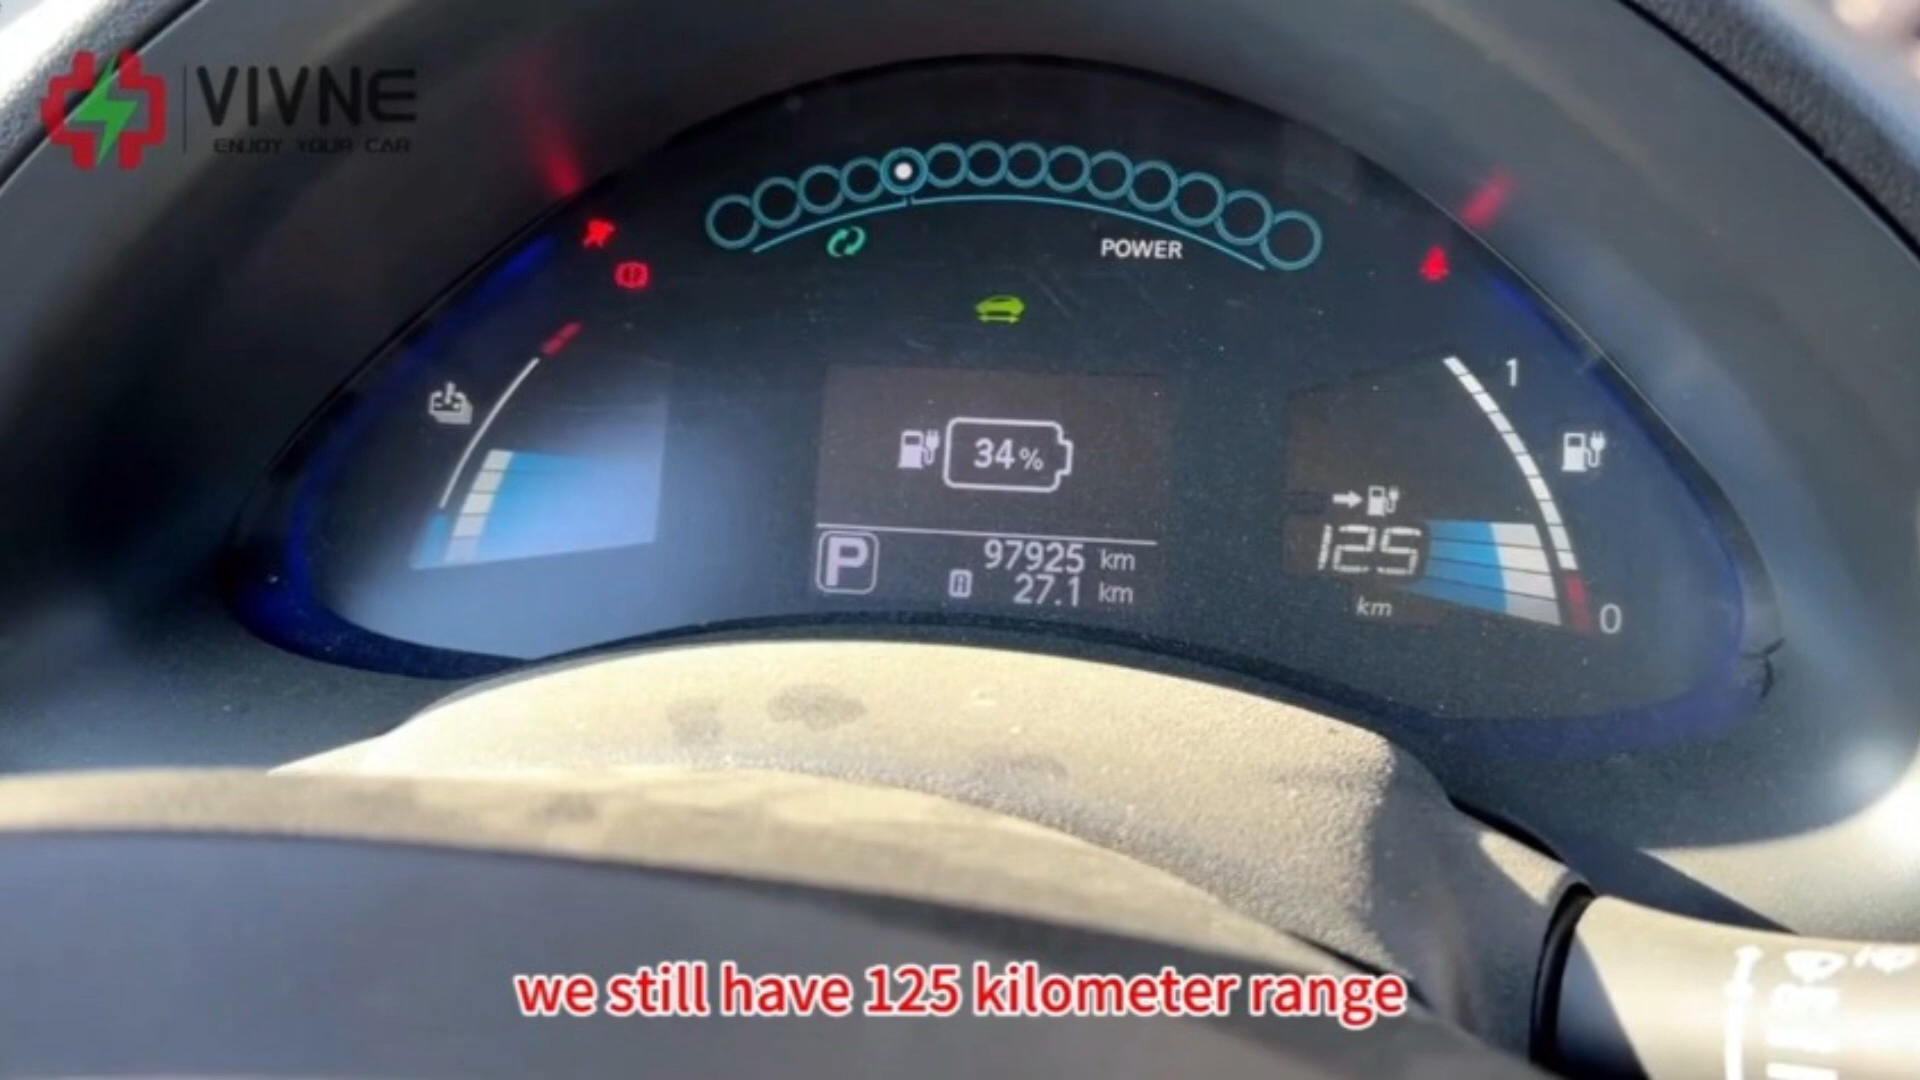 VIVNE
ENJOY YOUR CAR
POWER
1
34%
125
km
0
P
97925 km
27.1 km
we still have 125 kilometer range